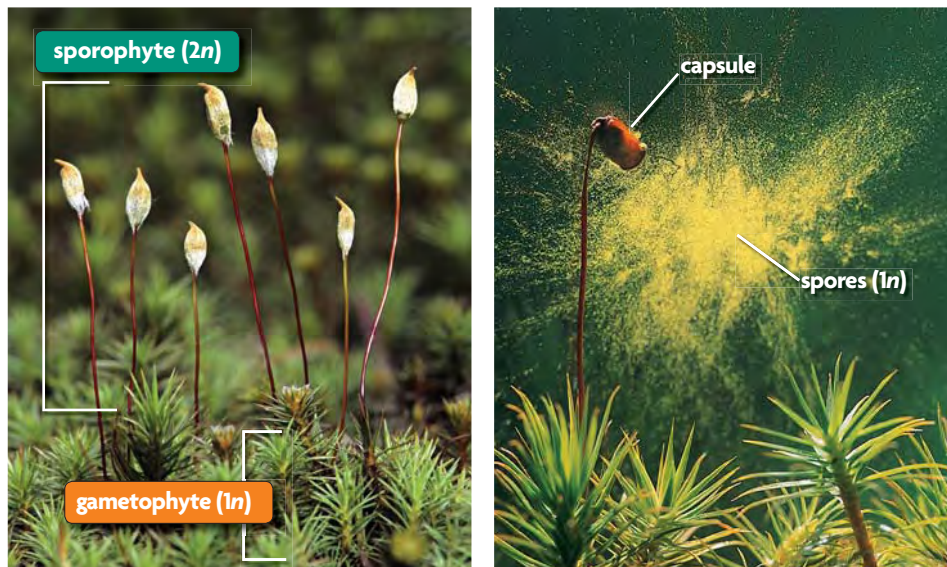 sporophyte (2n)
gametophyte (1n)
capsule
spores (1n)